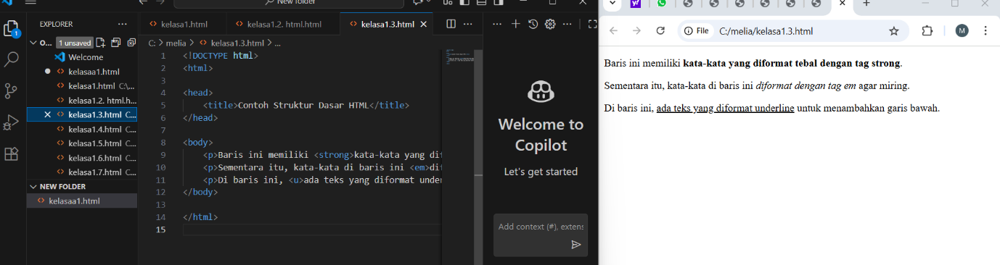 New folder
EXPLORER
O... 1 unsaved
Welcome
kelasaa1.html
kelasa1.html C:\...
kelasa1.2. html.h...
kelasa1.3.html C...
kelasa1.4.html C...
kelasa1.5.html C...
kelasa1.6.html C...
kelasa1.7.html C...
NEW FOLDER
kelasaa1.html
1
kelasa1.html
kelasa1.2. html.html
kelasa1.3.html
C: > melia > kelasa1.3.html > ...
1 <!DOCTYPE html>
2 <html>
3
4 <head>
5 <title>Contoh Struktur Dasar HTML</title>
6 </head>
7
8 <body>
9 <p>Baris ini memiliki <strong>kata-kata yang dif
10 <p>Sementara itu, kata-kata di baris ini <em>dif
11 <p>Di baris ini, <u>ada teks yang diformat under
12 </body>
13
14 </html>
15
Welcome to
Copilot
Let's get started
Add context (#), extens
File C:/melia/kelasa1.3.html
M
Baris ini memiliki kata-kata yang diformat tebal dengan tag strong.
Sementara itu, kata-kata di baris ini diformat dengan tag em agar miring.
Di baris ini, ada teks yang diformat underline untuk menambahkan garis bawah.